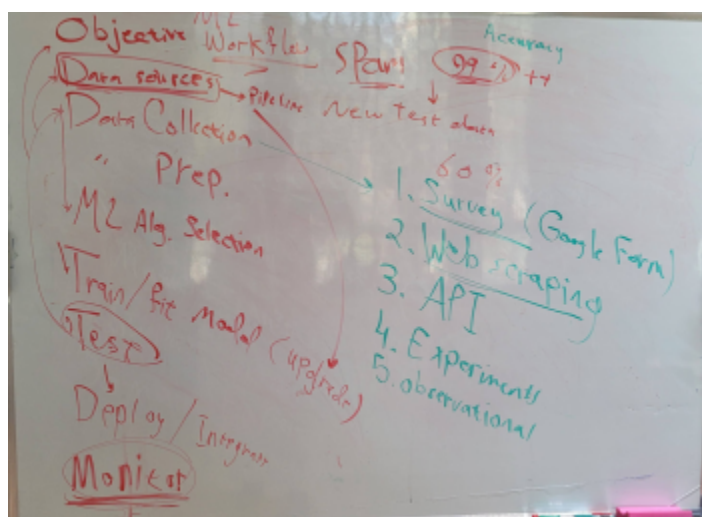 ML
Objective Workflow Spam 99% ++
Accuracy
Data sources → Pipeline New Test data
Data Collection
60%
" Prep.
1. Survey (Google Form)
ML Alg. Selection
2. Web scraping
3. API
Train/fit Model (upgrade)
4. Experiments
Test
5. observational
Deploy / Integrate
Monitor